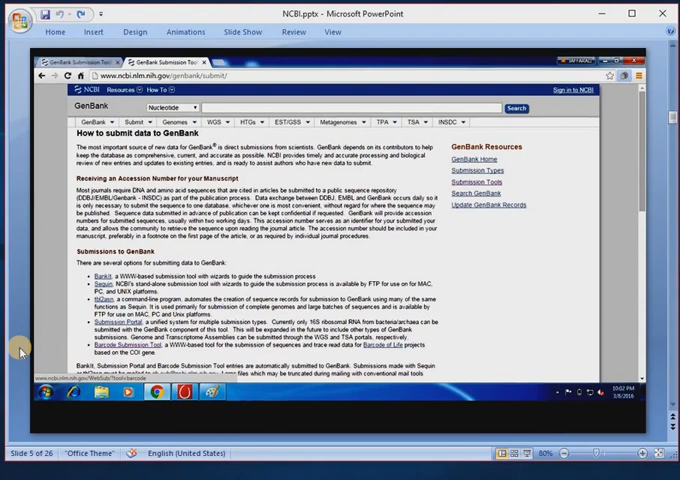 NCBI.pptx - Microsoft PowerPoint
Home Insert Design Animations Slide Show Review View
GenBank Submission Tool GenBank Submission Tool
www.ncbi.nlm.nih.gov/genbank/submit/
NCBI Resources How To Sign in to NCBI
GenBank Nucleotide Search
GenBank Submit Genomes WGS HTGs EST/GSS Metagenomes TPA TSA INSDC
How to submit data to GenBank
The most important source of new data for GenBank® is direct submissions from scientists. GenBank depends on its contributors to help
keep the database as comprehensive, current, and accurate as possible. NCBI provides timely and accurate processing and biological
review of new entries and updates to existing entries, and is ready to assist authors who have new data to submit.
Receiving an Accession Number for your Manuscript
Most journals require DNA and amino acid sequences that are cited in articles be submitted to a public sequence repository
(DDBJ/EMBL/Genbank - INSDC) as part of the publication process. Data exchange between DDBJ, EMBL and GenBank occurs daily so it
is only necessary to submit the sequence to one database, whichever one is most convenient, without regard for where the sequence may
be published. Sequence data submitted in advance of publication can be kept confidential if requested. GenBank will provide accession
numbers for submitted sequences, usually within two working days. This accession number serves as an identifier for your submitted your
data, and allows the community to retrieve the sequence upon reading the journal article. The accession number should be included in
your manuscript, preferably in a footnote on the first page of the article, or as required by individual journal procedures.
Submissions to GenBank
There are several options for submitting data to GenBank:
BankIt, a WWW-based submission tool with wizards to guide the submission process
Sequin, NCBI's stand-alone submission tool with wizards to guide the submission process is available by FTP for use on for MAC,
PC, and UNIX platforms.
tbl2asn, a command-line program, automates the creation of sequence records for submission to GenBank using many of the same
functions as Sequin. It is used primarily for submission of complete genomes and large batches of sequences and is available by
FTP for use on MAC, PC and Unix platforms.
Submission Portal, a unified system for multiple submission types. Currently only 16S ribosomal RNA from bacteria/archaea can be
submitted with the GenBank component of this tool. This will be expanded in the future to include other types of GenBank
submissions. Genome and Transcriptome Assemblies can be submitted through the WGS and TSA portals, respectively.
Barcode Submission Tool, a WWW-based tool for the submission of sequences and trace read data for Barcode of Life projects
based on the COI gene.
BankIt, Submission Portal and Barcode Submission Tool entries are automatically submitted to GenBank. Submissions made with Sequin
GenBank Resources
GenBank Home
Submission Types
Submission Tools
Search GenBank
Update GenBank Records
www.ncbi.nlm.nih.gov/WebSub/?tool=barcode
10:02 PM
3/8/2016
Slide 5 of 26 "Office Theme" English (United States) 80%